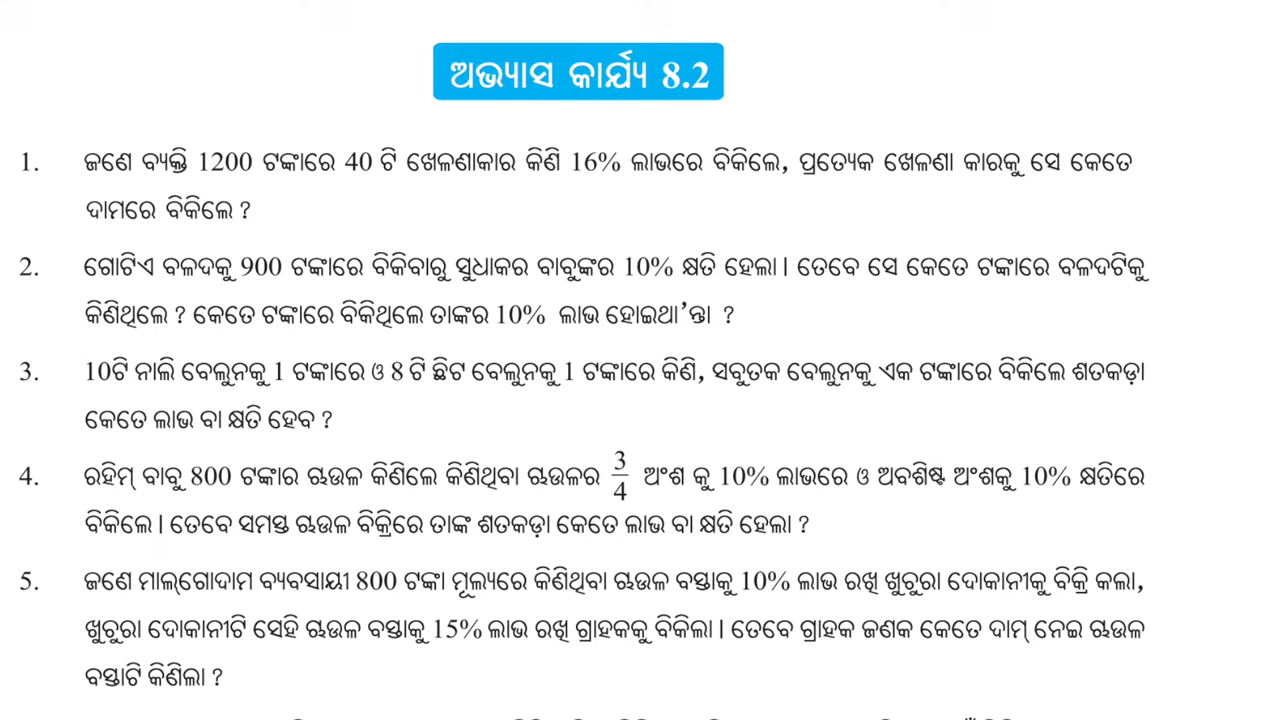 ଅଭ୍ୟାସ କାର୍ଯ୍ୟ 8.2
1. ଜଣେ ବ୍ୟକ୍ତି 1200 ଟଙ୍କାରେ 40 ଟି ଖେଳଣାକାର କିଣି 16% ଲାଭରେ ବିକିଲେ, ପ୍ରତ୍ୟେକ ଖେଳଣା କାରକୁ ସେ କେତେ
ଦାମରେ ବିକିଲେ ?
2. ଗୋଟିଏ ବଳଦକୁ 900 ଟଙ୍କାରେ ବିକିବାରୁ ସୁଧାକର ବାବୁଙ୍କର 10% କ୍ଷତି ହେଲା। ତେବେ ସେ କେତେ ଟଙ୍କାରେ ବଳଦଟିକୁ
କିଣିଥିଲେ ? କେତେ ଟଙ୍କାରେ ବିକିଥିଲେ ତାଙ୍କର 10% ଲାଭ ହୋଇଥା’ନ୍ତା ?
3. 10ଟି ନାଲି ବେଲୁନକୁ 1 ଟଙ୍କାରେ ଓ 8 ଟି ଛିଟ ବେଲୁନକୁ 1 ଟଙ୍କାରେ କିଣି, ସବୁତକ ବେଲୁନକୁ ଏକ ଟଙ୍କାରେ ବିକିଲେ ଶତକଡ଼ା
କେତେ ଲାଭ ବା କ୍ଷତି ହେବ ?
4. ରହିମ୍ ବାବୁ 800 ଟଙ୍କାର ଚାଉଳ କିଣିଲେ କିଣିଥିବା ଚାଉଳର 3/4 ଅଂଶ କୁ 10% ଲାଭରେ ଓ ଅବଶିଷ୍ଟ ଅଂଶକୁ 10% କ୍ଷତିରେ
ବିକିଲେ। ତେବେ ସମସ୍ତ ଚାଉଳ ବିକ୍ରିରେ ତାଙ୍କ ଶତକଡ଼ା କେତେ ଲାଭ ବା କ୍ଷତି ହେଲା ?
5. ଜଣେ ମାଲ୍‌ଗୋଦାମ ବ୍ୟବସାୟୀ 800 ଟଙ୍କା ମୂଲ୍ୟରେ କିଣିଥିବା ଚାଉଳ ବସ୍ତାକୁ 10% ଲାଭ ରଖି ଖୁଚୁରା ଦୋକାନୀକୁ ବିକ୍ରି କଲା,
ଖୁଚୁରା ଦୋକାନୀଟି ସେହି ଚାଉଳ ବସ୍ତାକୁ 15% ଲାଭ ରଖି ଗ୍ରାହକକୁ ବିକିଲା। ତେବେ ଗ୍ରାହକ ଜଣକ କେତେ ଦାମ୍ ନେଇ ଚାଉଳ
ବସ୍ତାଟି କିଣିଲା ?